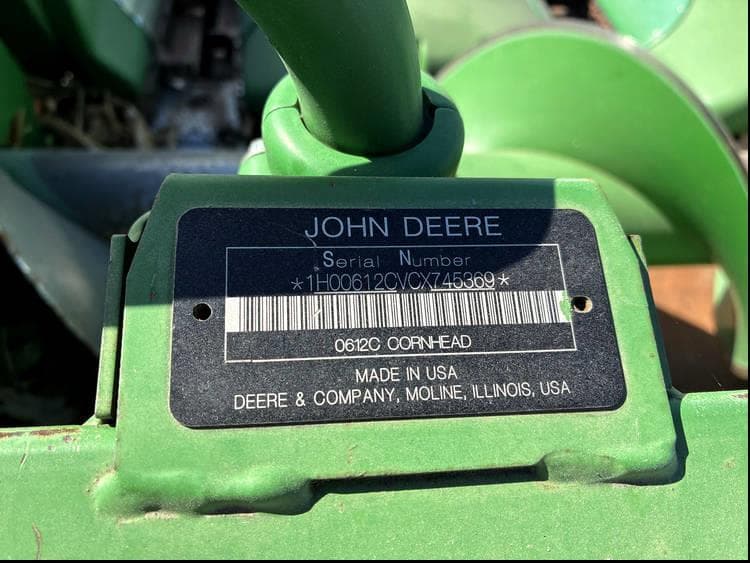 JOHN DEERE
Serial Number
*1H00612CVCX745369*
0612C CORNHEAD
MADE IN USA
DEERE & COMPANY, MOLINE, ILLINOIS, USA